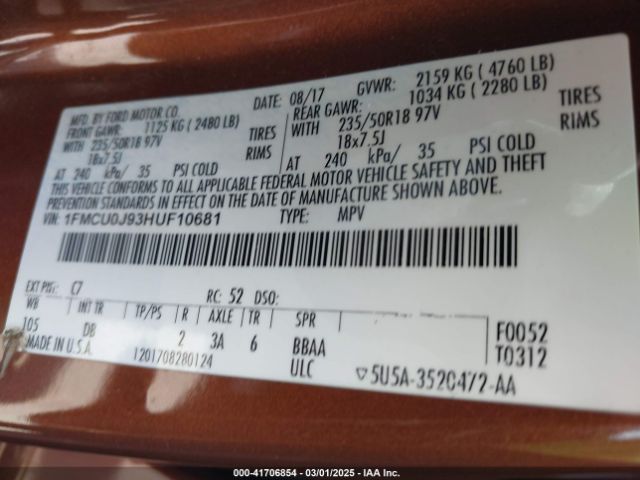 MFD. BY FORD MOTOR CO. DATE: 08/17 GVWR: 2159 KG ( 4760 LB)
FRONT GAWR: 1125 KG ( 2480 LB) REAR GAWR: 1034 KG ( 2280 LB)
WITH 235/50R18 97V TIRES WITH 235/50R18 97V TIRES
18x7.5J RIMS 18x7.5J RIMS
AT 240 kPa/ 35 PSI COLD AT 240 kPa/ 35 PSI COLD
THIS VEHICLE CONFORMS TO ALL APPLICABLE FEDERAL MOTOR VEHICLE SAFETY AND THEFT
PREVENTION STANDARDS IN EFFECT ON THE DATE OF MANUFACTURE SHOWN ABOVE.
VIN: 1FMCU0J93HUF10681 TYPE: MPV
EXT PNT: C7 RC: 52 DSO:
WB INT TR TP/PS R AXLE TR SPR
105 DB 2 3A 6 BBAA F0052
MADE IN U.S.A. 1201708280124 ULC T0312
▽5U5A-3520472-AA
000-41706854 - 03/01/2025 - IAA Inc.